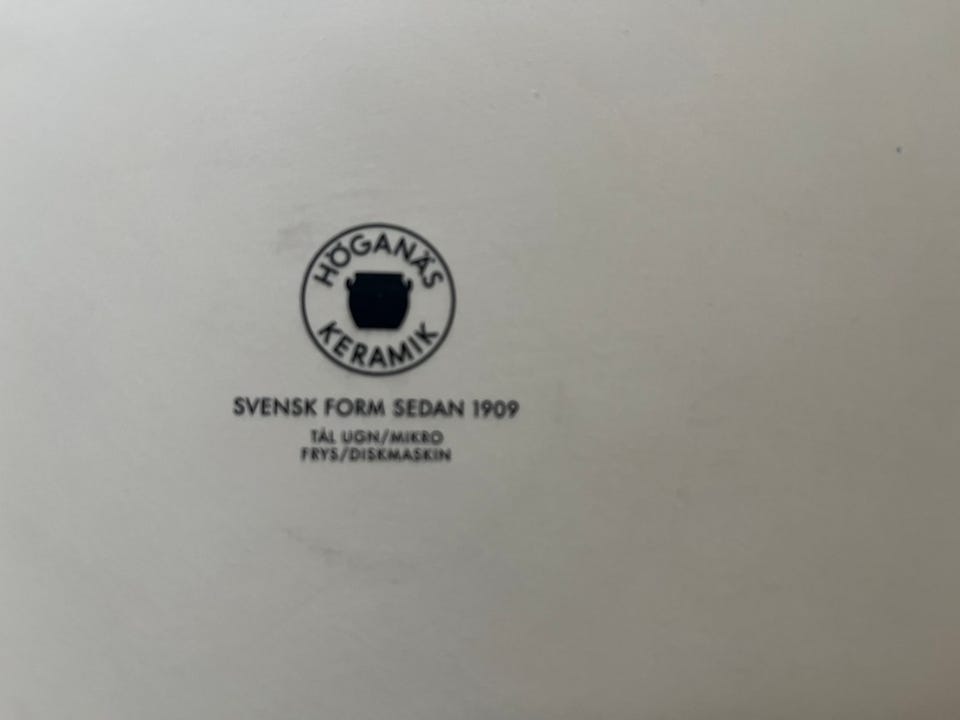 HÖGANÄS
KERAMIK
SVENSK FORM SEDAN 1909
TÅL UGN/MIKRO
FRYS/DISKMASKIN